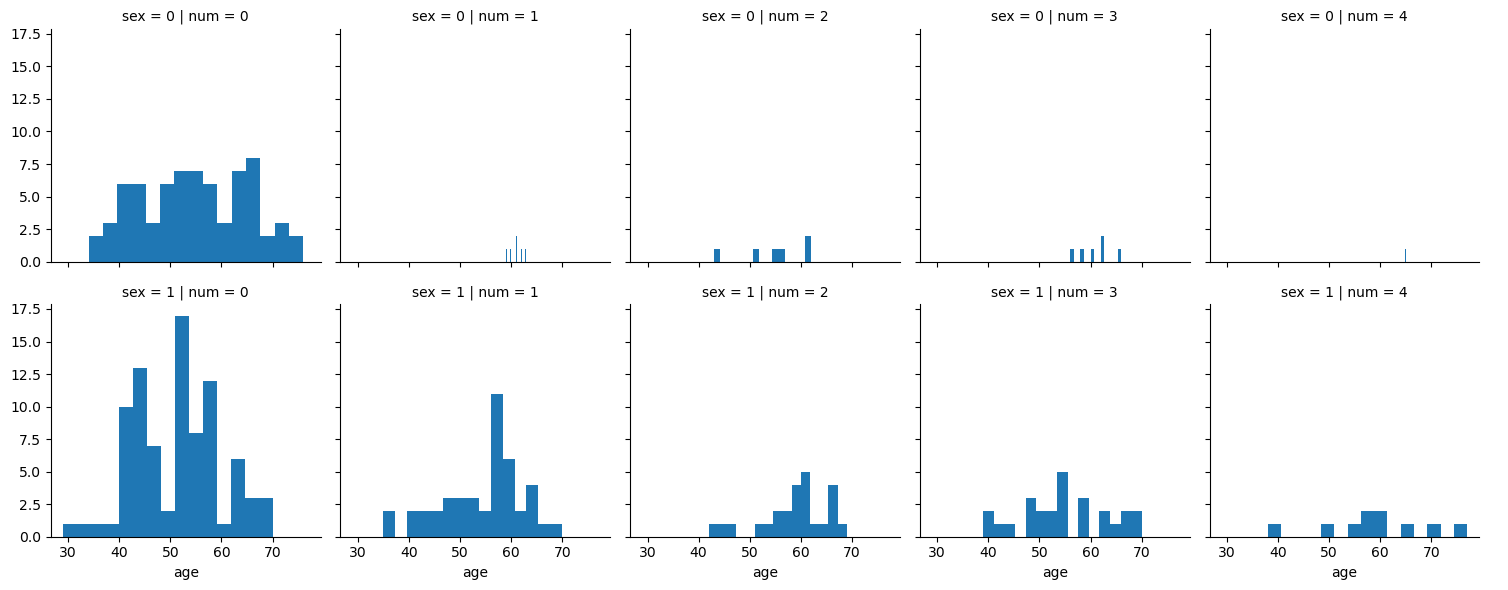 sex = 0 | num = 0
sex = 0 | num = 1
sex = 0 | num = 2
sex = 0 | num = 3
sex = 0 | num = 4
17.5
15.0
12.5
10.0
7.5
5.0
2.5
0.0
sex = 1 | num = 0
sex = 1 | num = 1
sex = 1 | num = 2
sex = 1 | num = 3
sex = 1 | num = 4
17.5
15.0
12.5
10.0
7.5
5.0
2.5
0.0
30 40 50 60 70
30 40 50 60 70
30 40 50 60 70
30 40 50 60 70
30 40 50 60 70
age
age
age
age
age